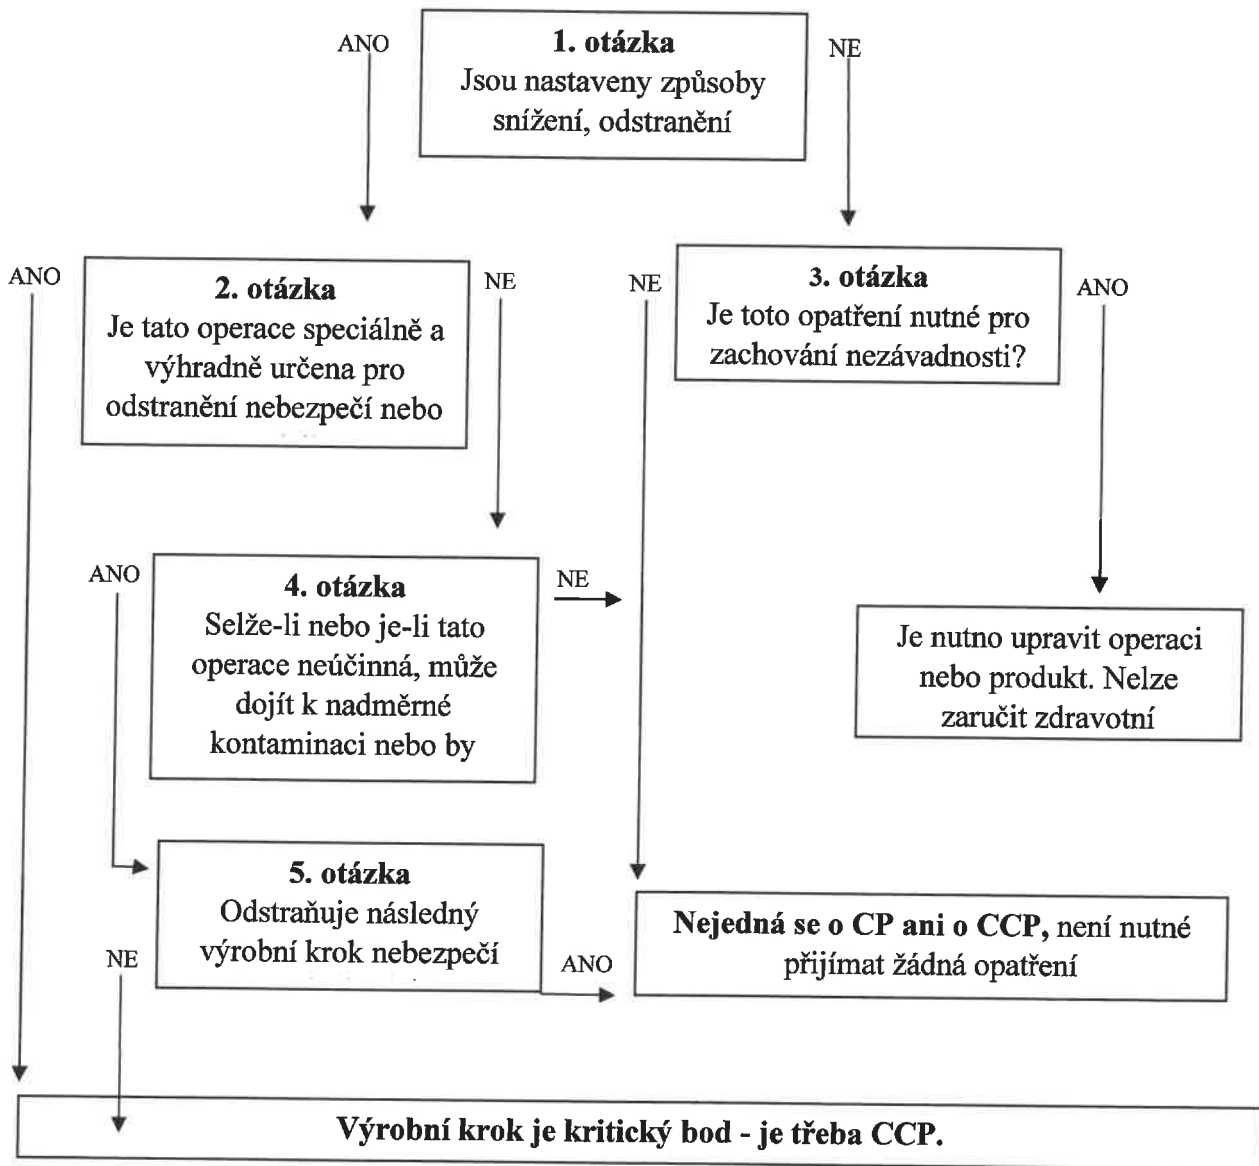 ANO
1. otázka
Jsou nastaveny způsoby
snížení, odstranění
NE
ANO
2. otázka
Je tato operace speciálně a
výhradně určena pro
odstranění nebezpečí nebo
NE
NE
3. otázka
Je toto opatření nutné pro
zachování nezávadnosti?
ANO
ANO
4. otázka
Selže-li nebo je-li tato
operace neúčinná, může
dojít k nadměrné
kontaminaci nebo by
NE
Je nutno upravit operaci
nebo produkt. Nelze
zaručit zdravotní
5. otázka
Odstraňuje následný
výrobní krok nebezpečí
NE
ANO
Nejedná se o CP ani o CCP, není nutné
přijímat žádná opatření
Výrobní krok je kritický bod - je třeba CCP.